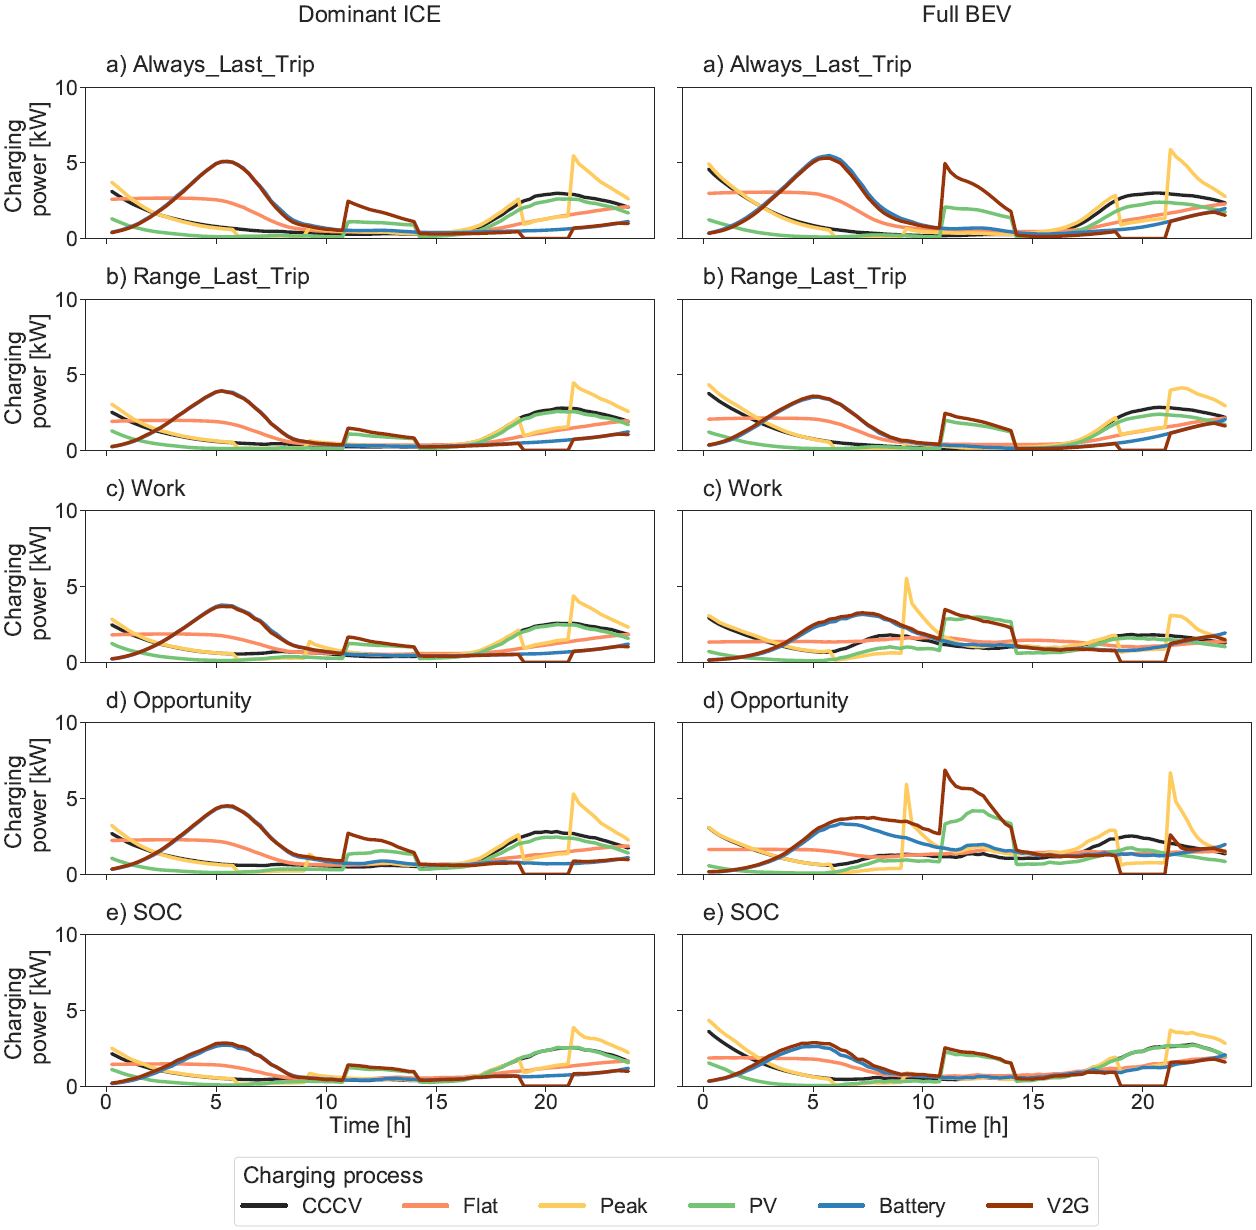 Dominant ICE
Full BEV
a) Always_Last_Trip
a) Always_Last_Trip
10
5
0
Charging
power [kW]
b) Range_Last_Trip
b) Range_Last_Trip
10
5
0
Charging
power [kW]
c) Work
c) Work
10
5
0
Charging
power [kW]
d) Opportunity
d) Opportunity
10
5
0
Charging
power [kW]
e) SOC
e) SOC
10
5
0
Charging
power [kW]
0 5 10 15 20
0 5 10 15 20
Time [h]
Time [h]
Charging process
CCCV Flat Peak PV Battery V2G